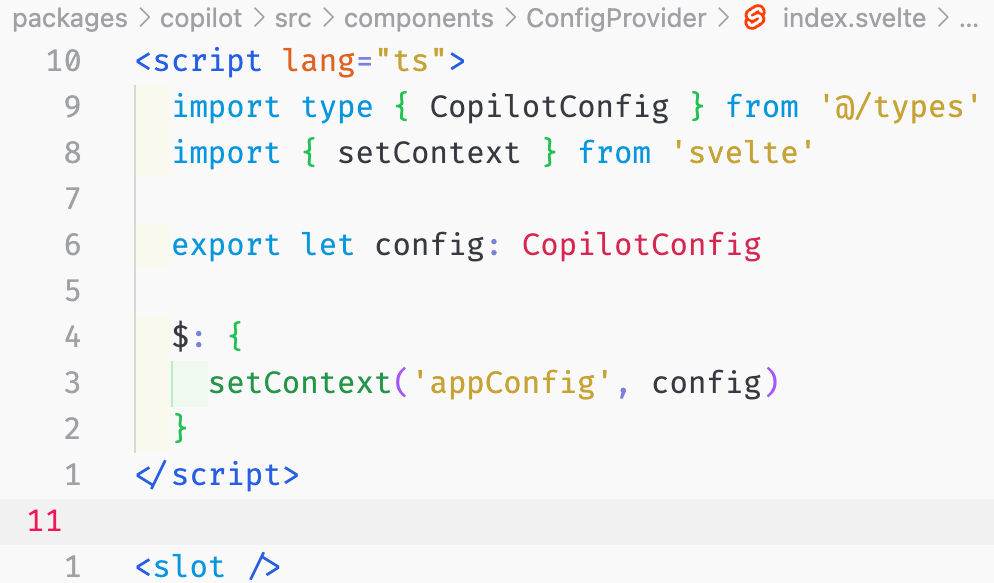 packages > copilot > src > components > ConfigProvider > index.svelte > ...
10 <script lang="ts">
9 import type { CopilotConfig } from '@/types'
8 import { setContext } from 'svelte'
7
6 export let config: CopilotConfig
5
4 $: {
3 setContext('appConfig', config)
2 }
1 </script>
11
1 <slot />